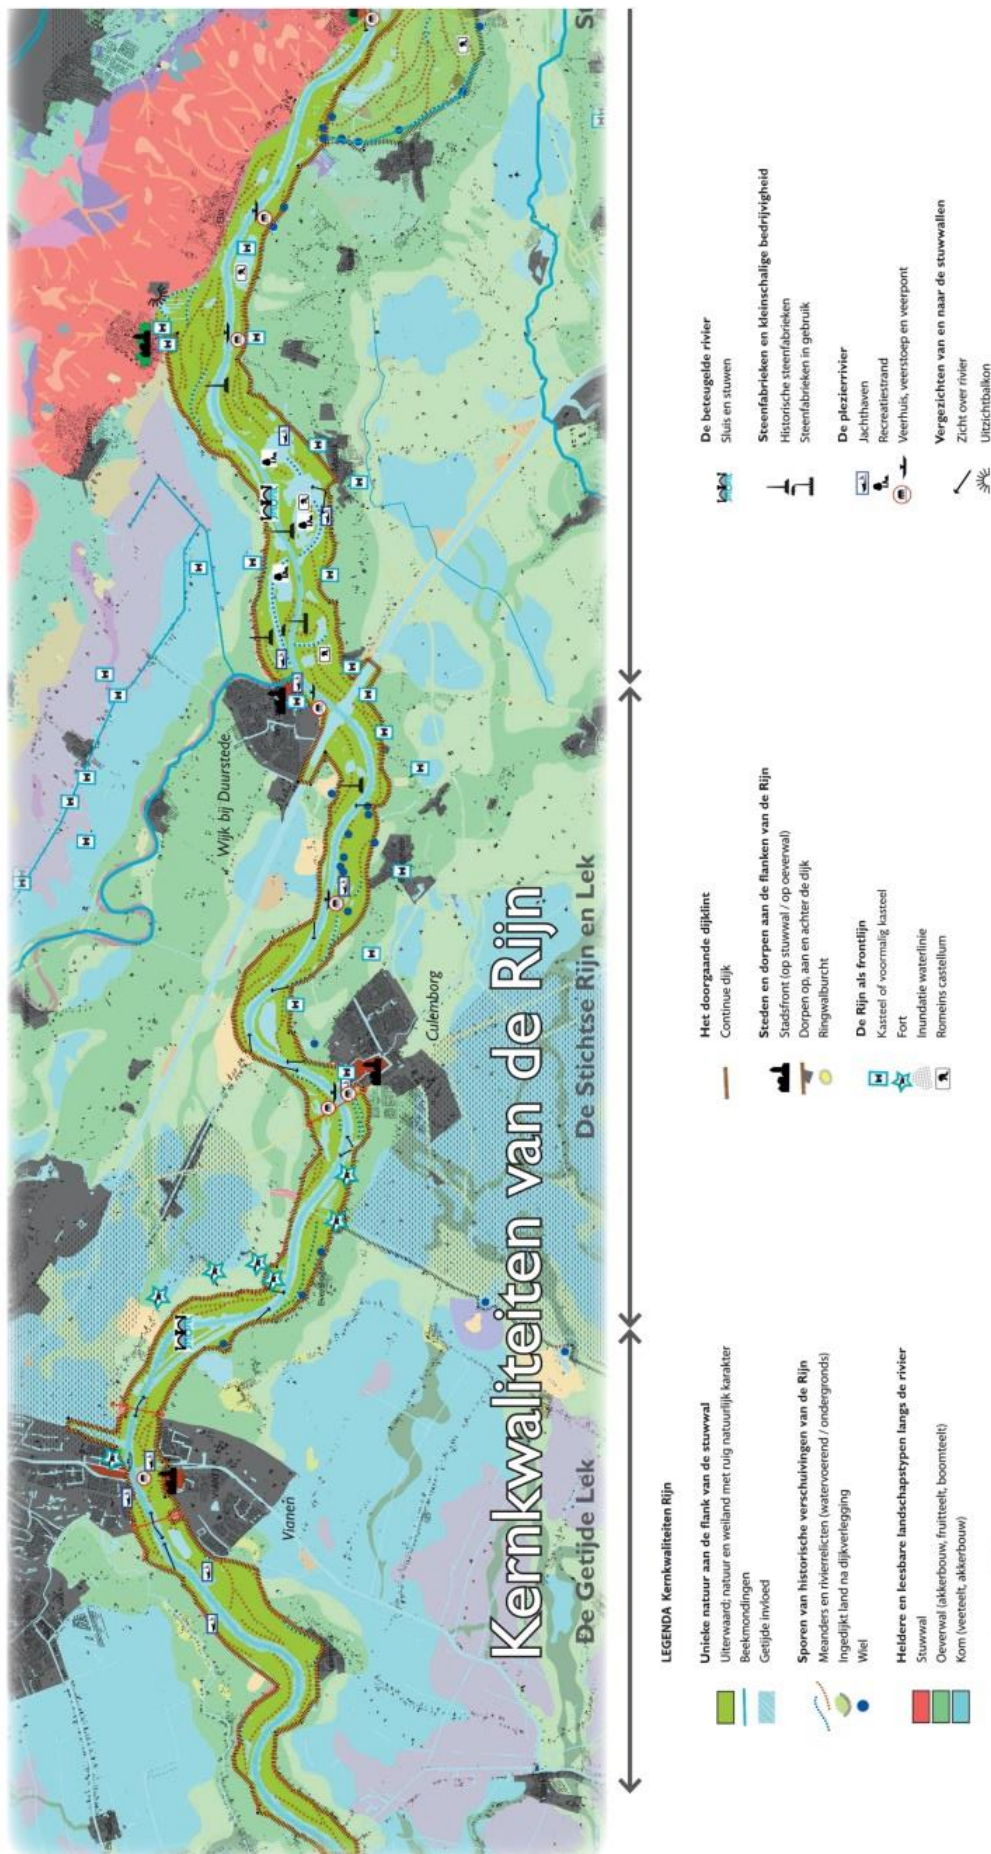 Wijk bij Duurstede
Culemborg
Vianen
Kernkwaliteiten van de Rijn
De Getijde Lek
De Stichtse Rijn en Lek
LEGENDA Kernkwaliteiten Rijn
Unieke natuur aan de flank van de stuwwal
Uiterwaard; natuur en weiland met ruig natuurlijk karakter
Beekmondingen
Getijde invloed
Sporen van historische verschuivingen van de Rijn
Meanders en rivierrelicten (watervoerend / ondergronds)
Ingedijkt land na dijkverlegging
Wiel
Heldere en leesbare landschapstypen langs de rivier
Stuwwal
Oeverwal (akkerbouw, fruitteelt, boomteelt)
Kom (veeteelt, akkerbouw)
Het doorgaande dijklint
Continue dijk
Steden en dorpen aan de flanken van de Rijn
Stadsfront (op stuwwal / op oeverwal)
Dorpen op, aan en achter de dijk
Ringwalburcht
De Rijn als frontlijn
Kasteel of voormalig kasteel
Fort
Inundatie waterlinie
Romeins castellum
De beteugelde rivier
Sluis en stuwen
Steenfabrieken en kleinschalige bedrijvigheid
Historische steenfabrieken
Steenfabrieken in gebruik
De plezierrivier
Jachthaven
Recreatiestrand
Veerhuis, veerstoep en veerpont
Vergezichten van en naar de stuwwallen
Zicht over rivier
Uitzichtbalkon